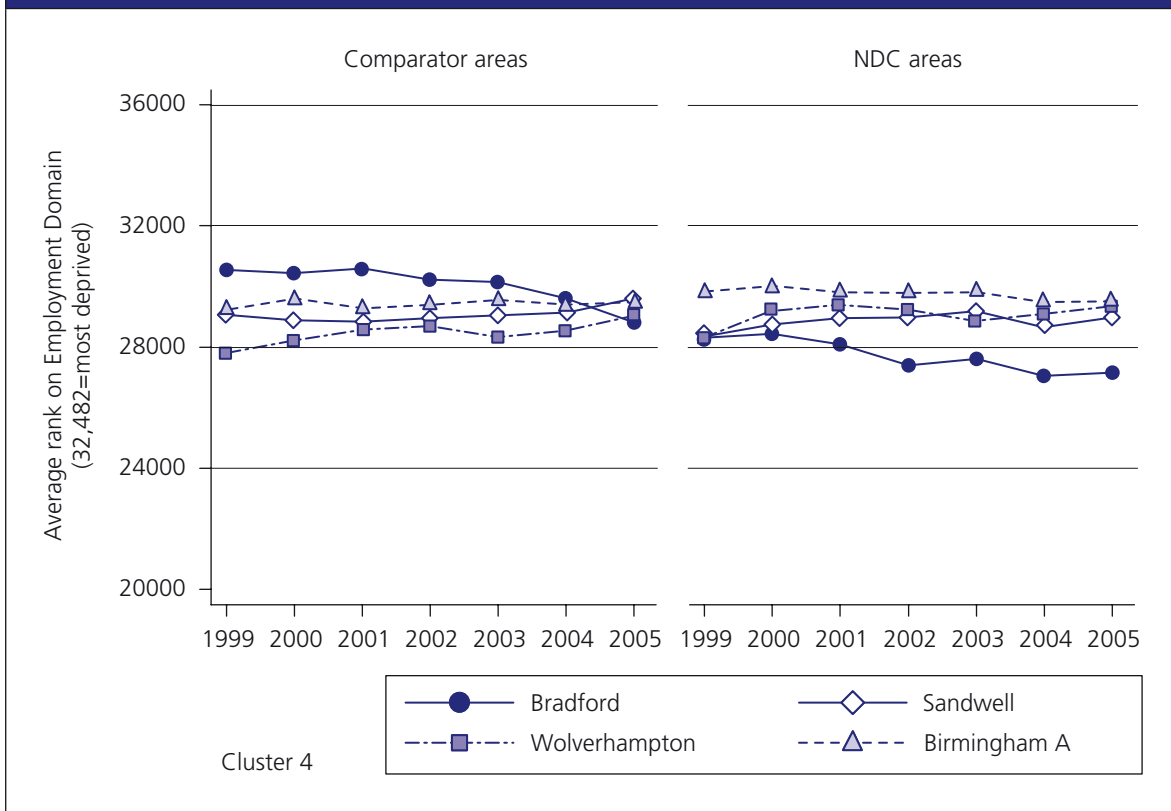 Comparator areas
NDC areas
Average rank on Employment Domain
(32,482=most deprived)
36000
32000
28000
24000
20000
1999 2000 2001 2002 2003 2004 2005
1999 2000 2001 2002 2003 2004 2005
Bradford
Sandwell
Wolverhampton
Birmingham A
Cluster 4